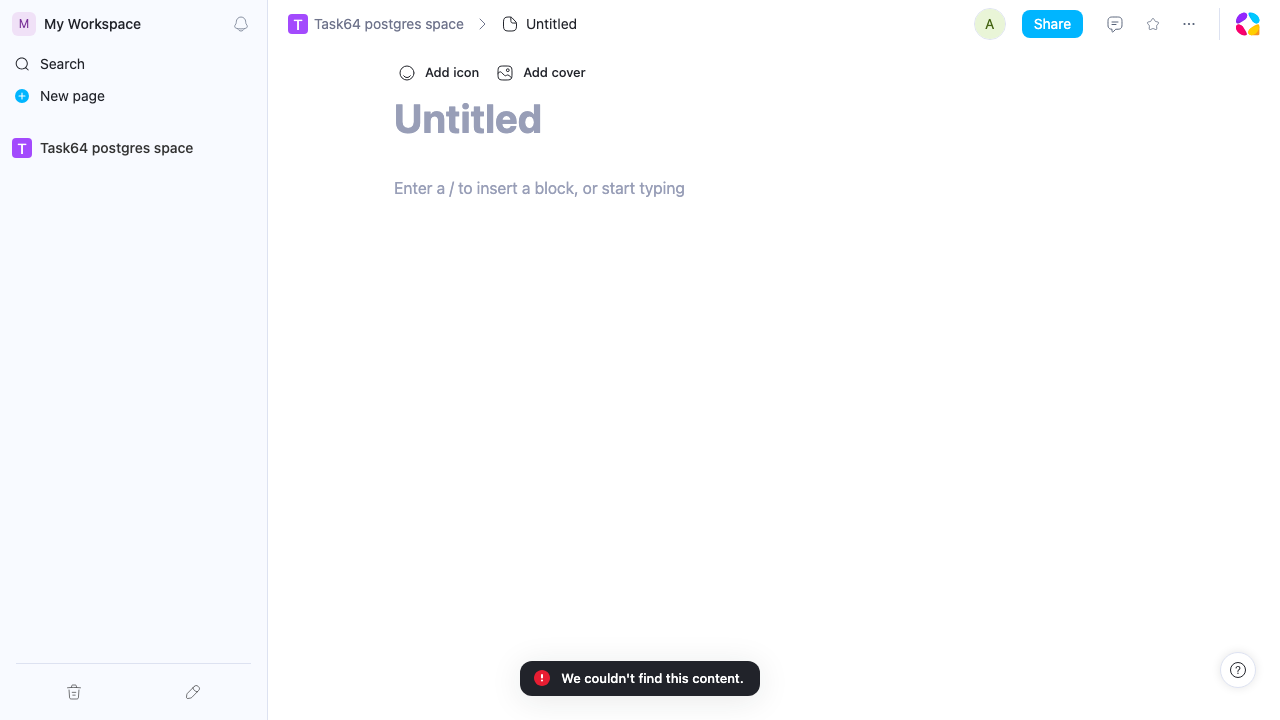 M My Workspace
Search
New page
T Task64 postgres space
T Task64 postgres space > Untitled
A
Share
Add icon Add cover
Untitled
Enter a / to insert a block, or start typing
! We couldn't find this content.
?